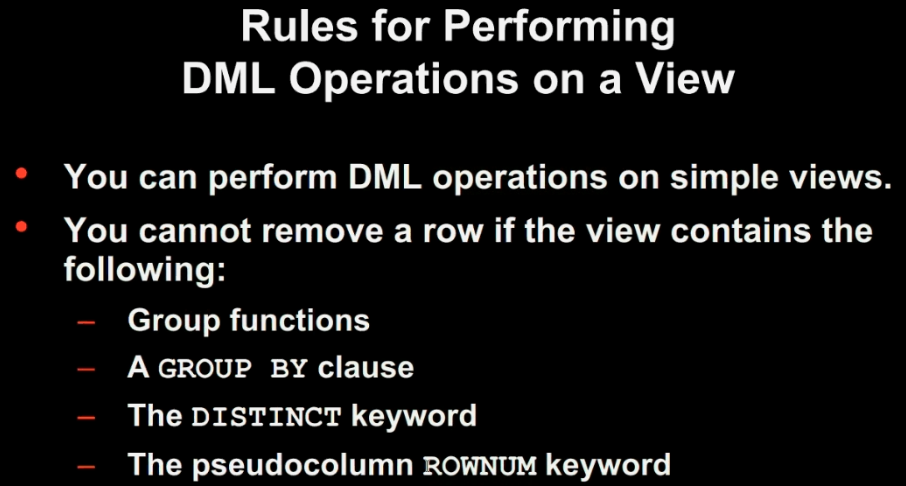 Rules for Performing
DML Operations on a View
• You can perform DML operations on simple views.
• You cannot remove a row if the view contains the
following:
– Group functions
– A GROUP BY clause
– The DISTINCT keyword
– The pseudocolumn ROWNUM keyword